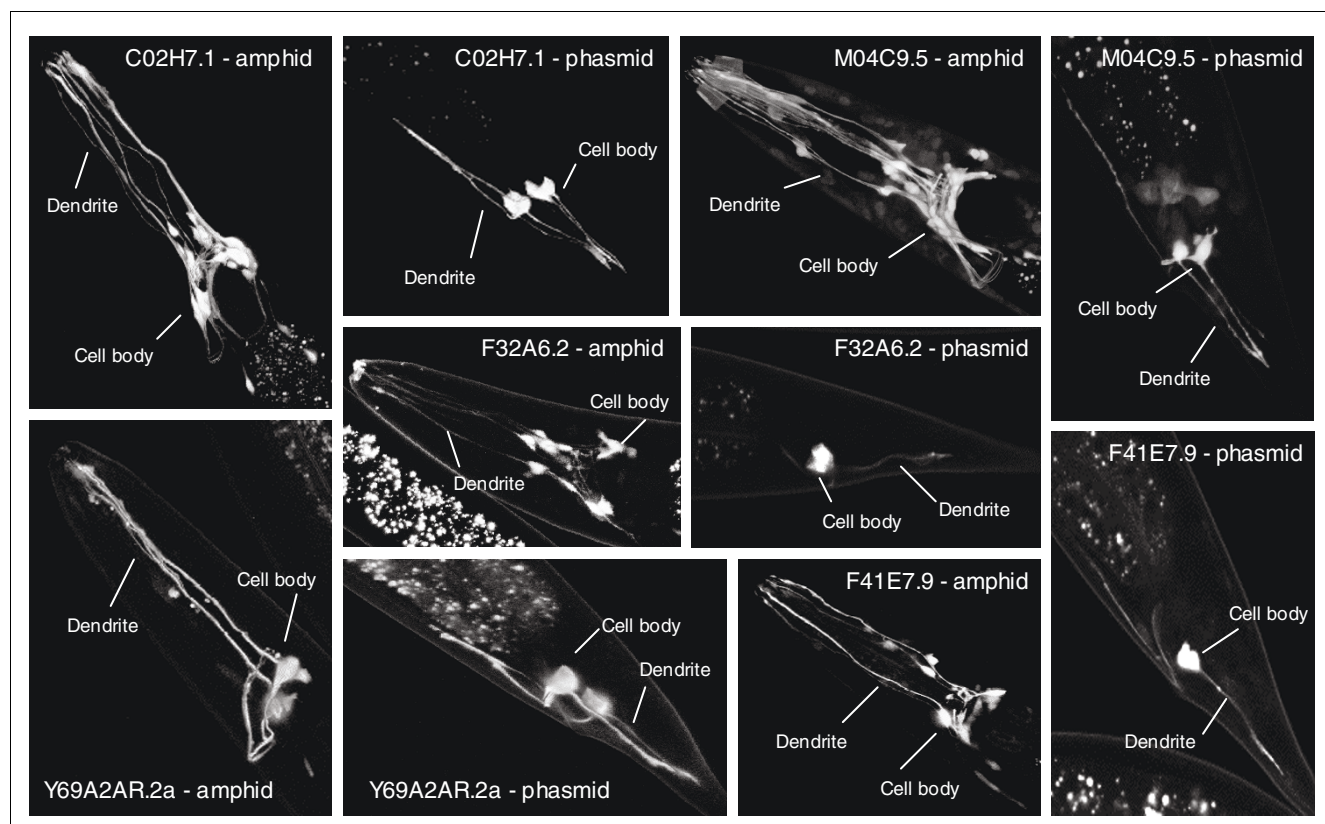 C02H7.1 - amphid
Dendrite
Cell body
C02H7.1 - phasmid
Cell body
Dendrite
M04C9.5 - amphid
Dendrite
Cell body
M04C9.5 - phasmid
Cell body
Dendrite
F32A6.2 - amphid
Cell body
Dendrite
F32A6.2 - phasmid
Cell body
Dendrite
Cell body
Dendrite
Y69A2AR.2a - amphid
Cell body
Dendrite
Y69A2AR.2a - phasmid
F41E7.9 - amphid
Dendrite
Cell body
F41E7.9 - phasmid
Cell body
Dendrite